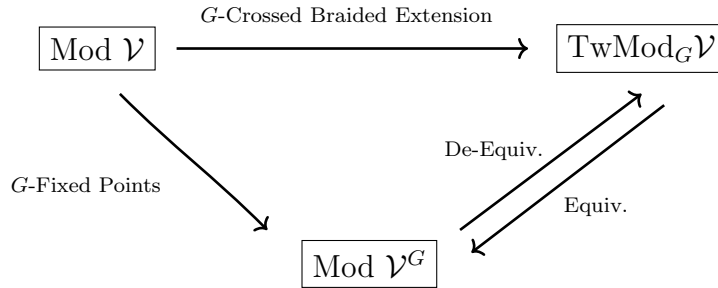 G-Crossed Braided Extension
Mod 𝒱
TwMod_G𝒱
De-Equiv.
G-Fixed Points
Equiv.
Mod 𝒱^G